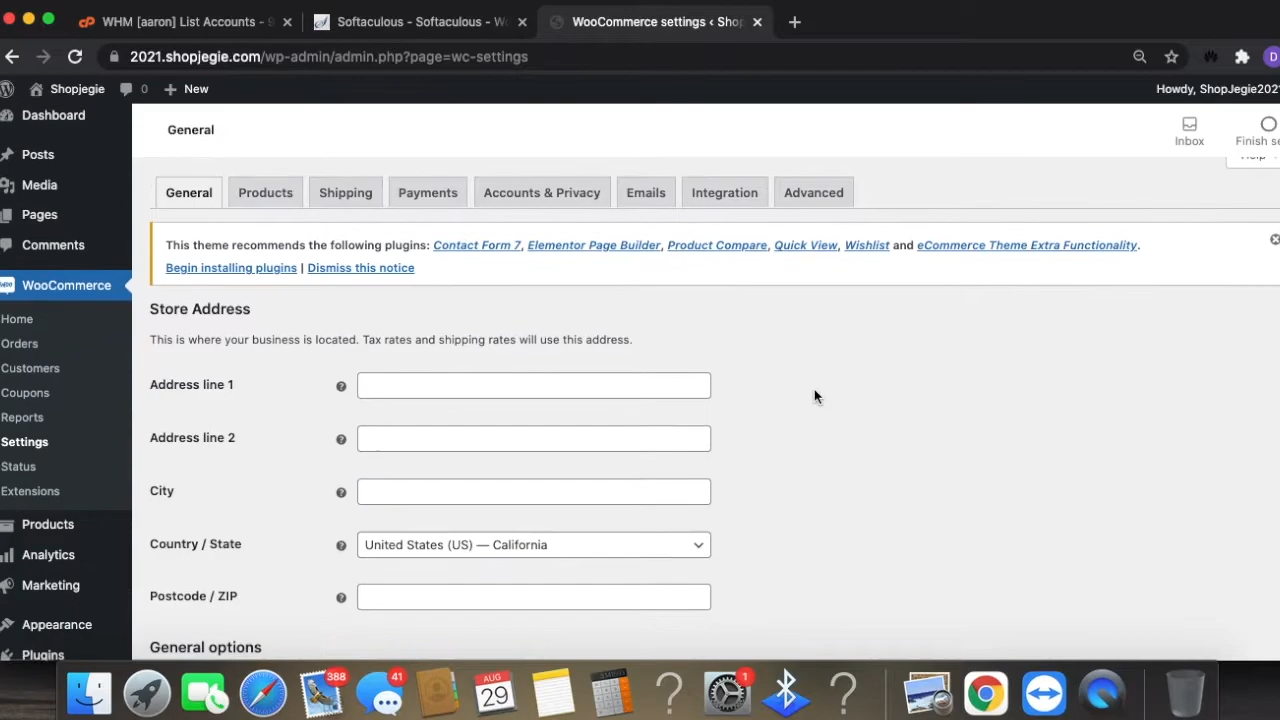 WHM [aaron] List Accounts - 9
Softaculous - Softaculous - Wo
WooCommerce settings ‹ Shop
2021.shopjegie.com/wp-admin/admin.php?page=wc-settings
D
Shopjegie
0
New
Howdy, ShopJegie2021
Dashboard
Posts
Media
Pages
Comments
WooCommerce
Home
Orders
Customers
Coupons
Reports
Settings
Status
Extensions
Products
Analytics
Marketing
Appearance
Plugins
General
Inbox
Finish se
General
Products
Shipping
Payments
Accounts & Privacy
Emails
Integration
Advanced
This theme recommends the following plugins: Contact Form 7, Elementor Page Builder, Product Compare, Quick View, Wishlist and eCommerce Theme Extra Functionality.
Begin installing plugins | Dismiss this notice
Store Address
This is where your business is located. Tax rates and shipping rates will use this address.
Address line 1
Address line 2
City
Country / State
United States (US) — California
Postcode / ZIP
General options
388
41
AUG
29
1